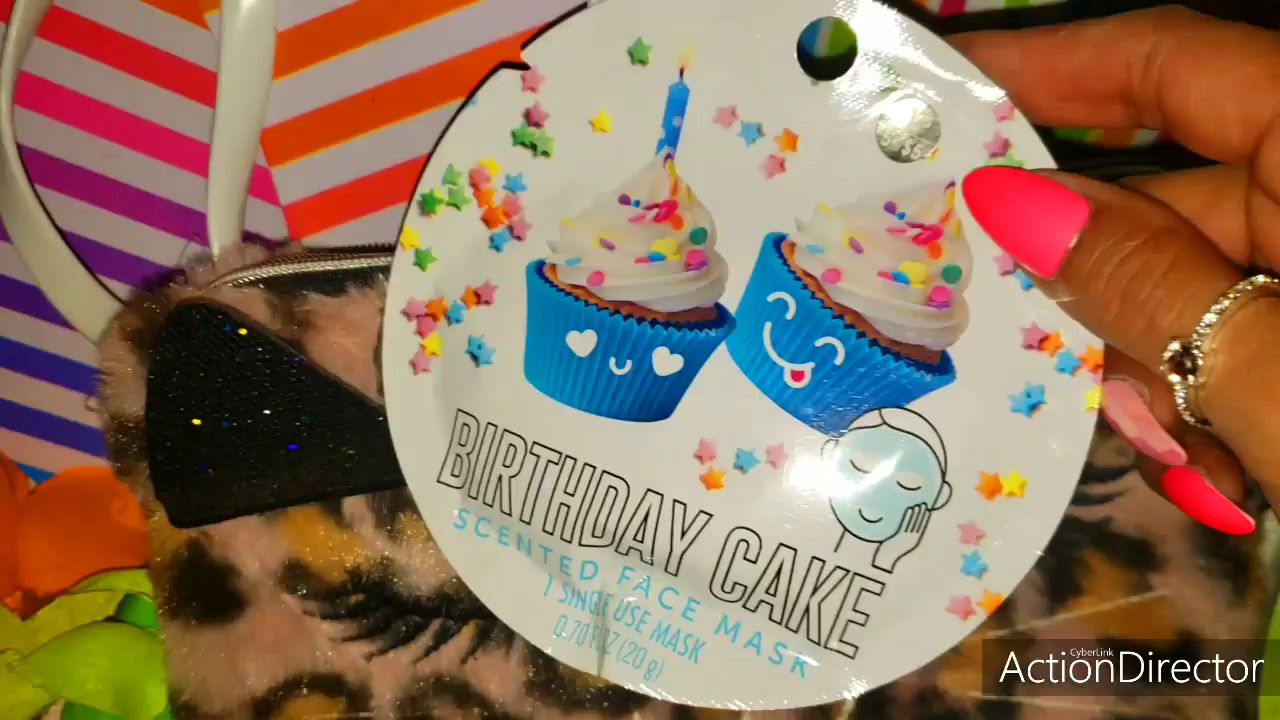 BIRTHDAY CAKE
SCENTED FACE MASK
1 SINGLE USE MASK
0.70 FL OZ (20 g)
CyberLink
ActionDirector